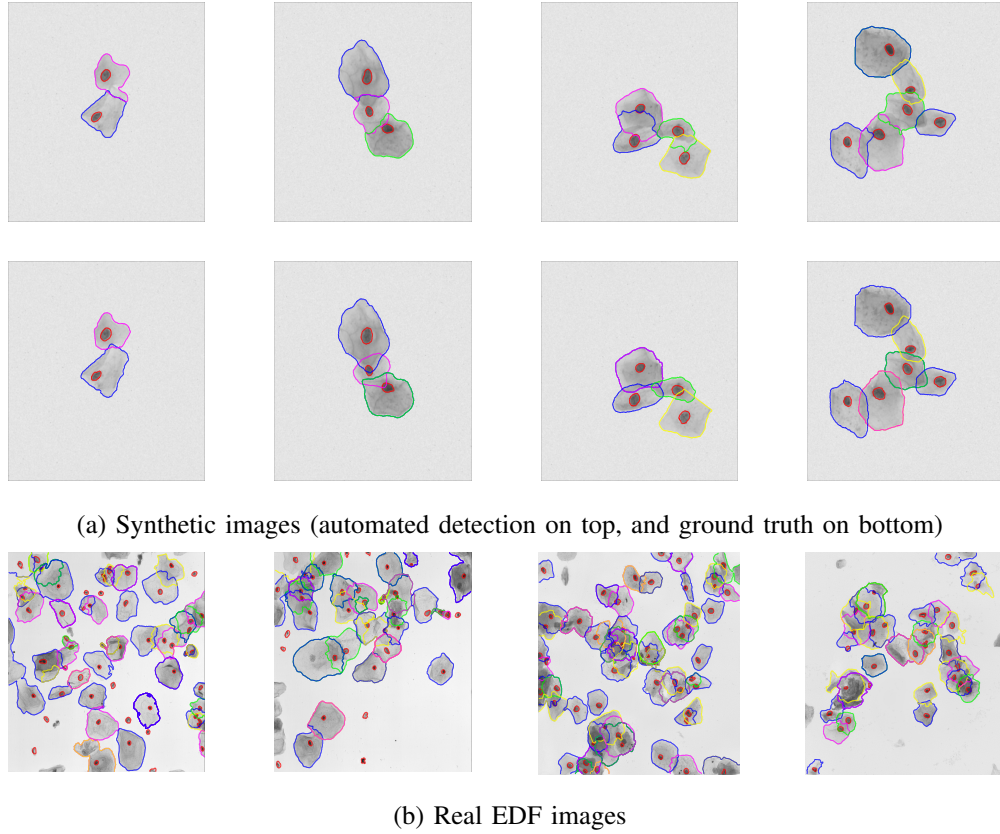 (a) Synthetic images (automated detection on top, and ground truth on bottom)
(b) Real EDF images